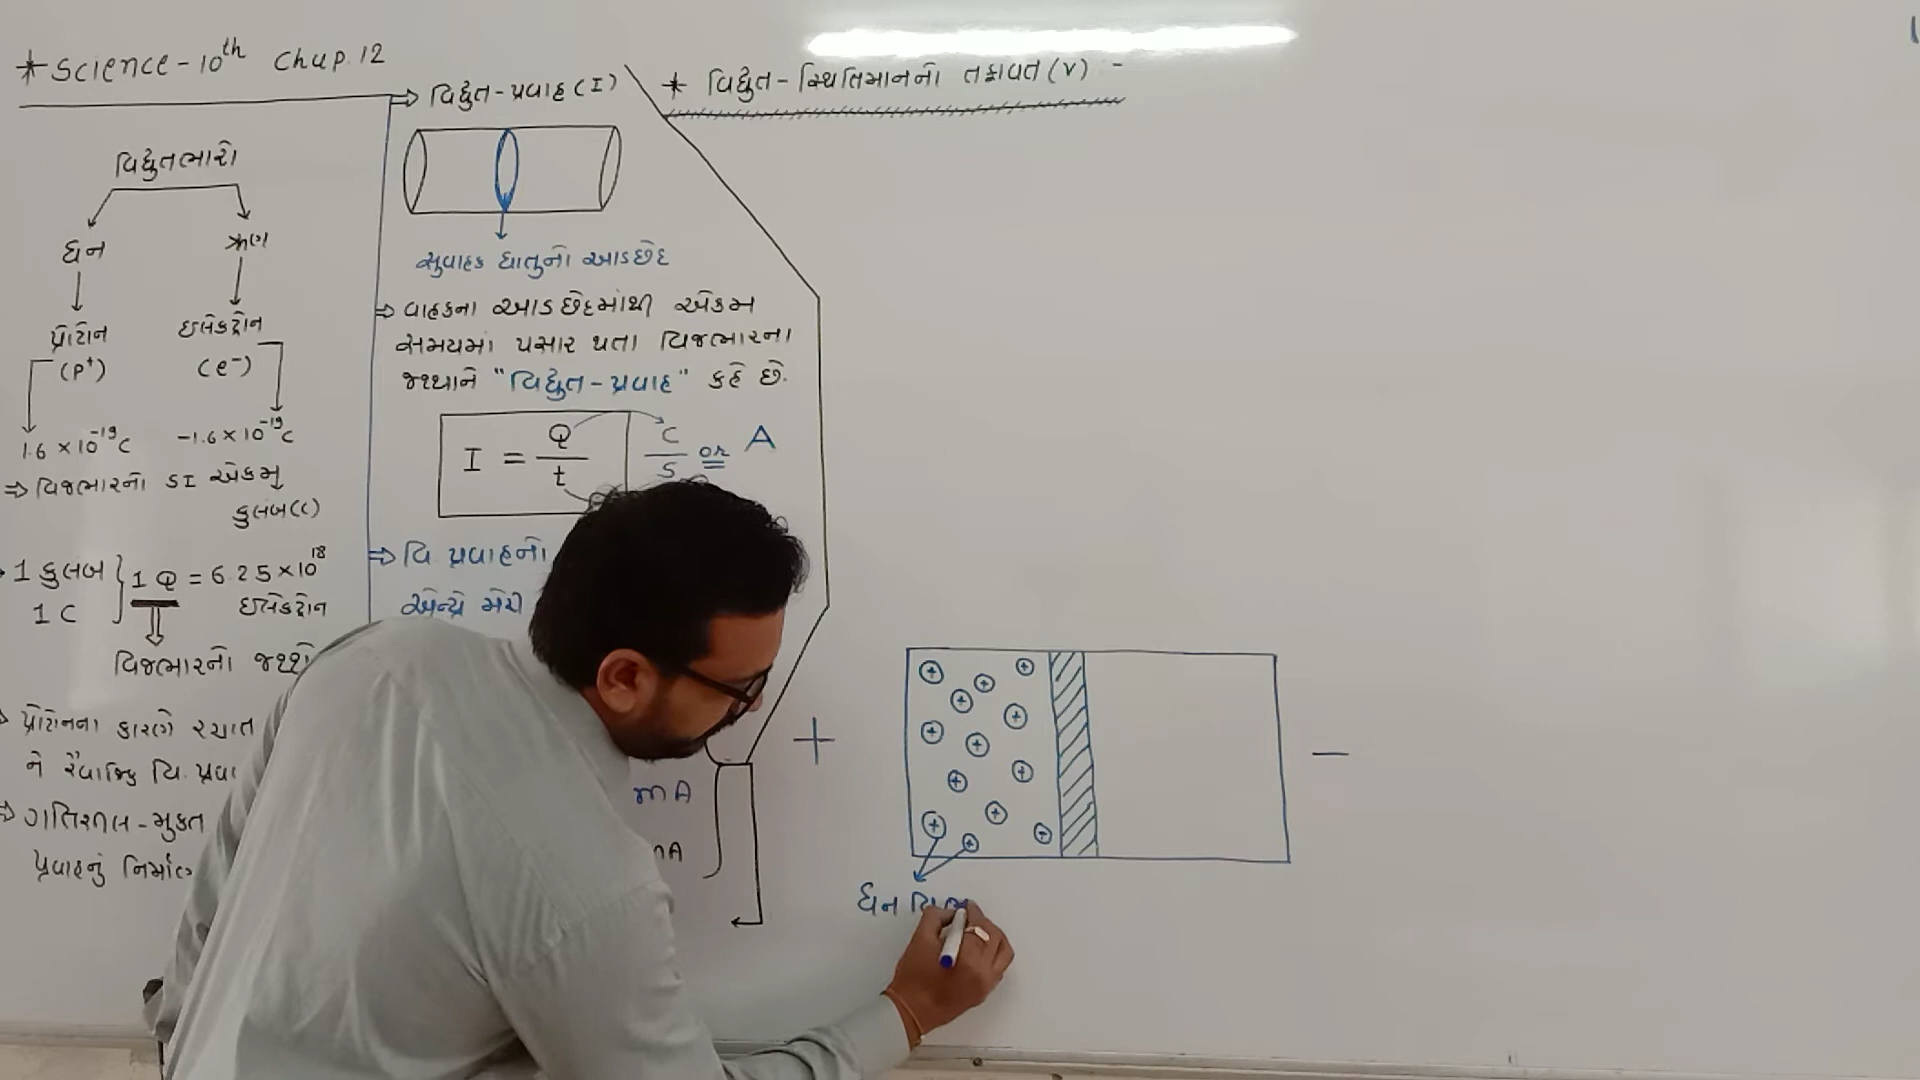 * Science-10th Chap.12
વિદ્યુતભારો
ધન ઋણ
પ્રોટોન ઇલેક્ટ્રોન
(p+) (e-)
1.6 × 10^-19 C -1.6 × 10^-19 C
⇒ વિજભારનો SI એકમ
કુલંબ(C)
1 કુલંબ } 1 Q = 6.25 × 10^18
1 C ઇલેક્ટ્રોન
વિજભારનો જથ્થો
પ્રોટોનના કારણે રચાત
ને રૈવાજિક વિ. પ્રવા
⇒ ગતિશીલ - મુક્ત
પ્રવાહનું
⇒ વિદ્યુત-પ્રવાહ (I)
સુવાહક ધાતુનો આડછેદ
⇒ વાહકના આડછેદમાંથી એકમ
સમયમાં પસાર થતા વિજભારના
જથ્થાને "વિદ્યુત-પ્રવાહ" કહે છે.
I = Q/t C/s or A
⇒ વિ. પ્રવાહનો
એન્દ્રે મેરી
mA
* વિદ્યુત-સ્થિતિમાનનો તફાવત (V) -
+ -
ધન વિભ